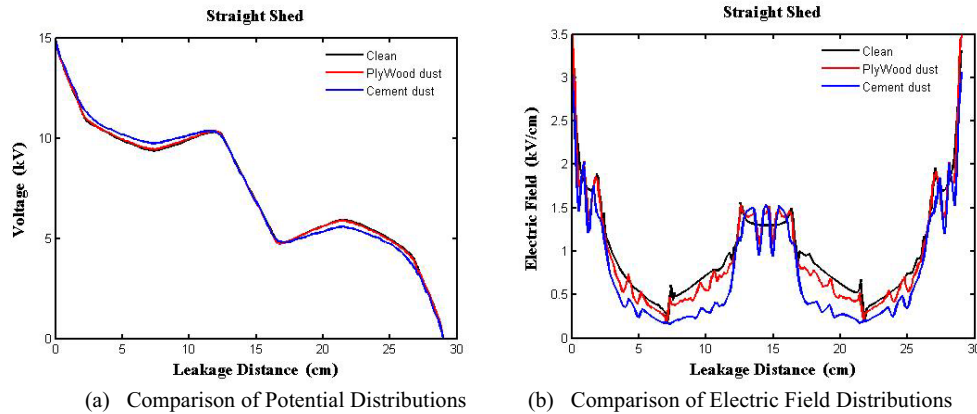 Straight Shed
15
10
5
0
Voltage (kV)
Clean
PlyWood dust
Cement dust
0 5 10 15 20 25 30
Leakage Distance (cm)
(a) Comparison of Potential Distributions
Straight Shed
3.5
3
2.5
2
1.5
1
0.5
0
Electric Field (kV/cm)
Clean
PlyWood dust
Cement dust
0 5 10 15 20 25 30
Leakage Distance (cm)
(b) Comparison of Electric Field Distributions